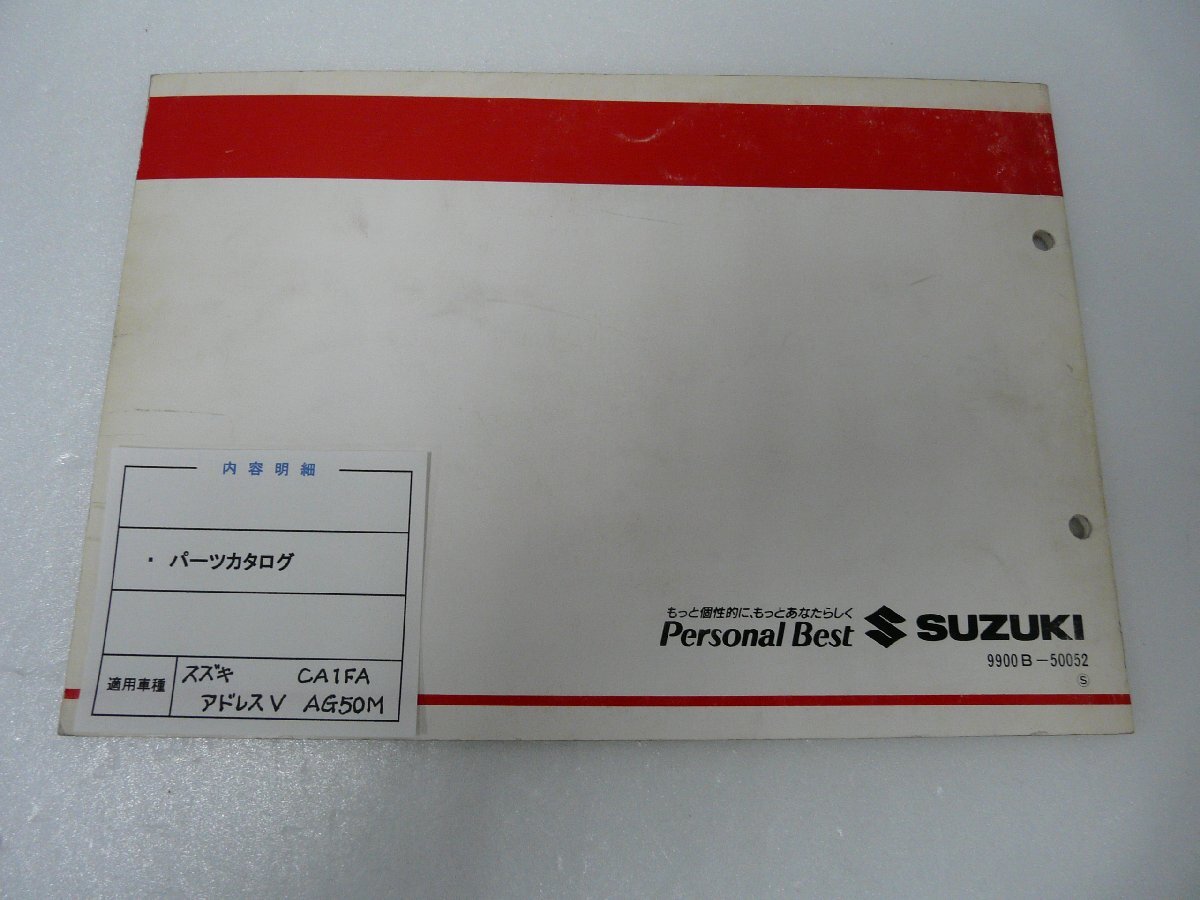 もっと個性的に、もっとあなたらしく
Personal Best SUZUKI
9900B-50052
S
内容明細
・パーツカタログ
適用車種 スズキ CA1FA
アドレスV AG50M